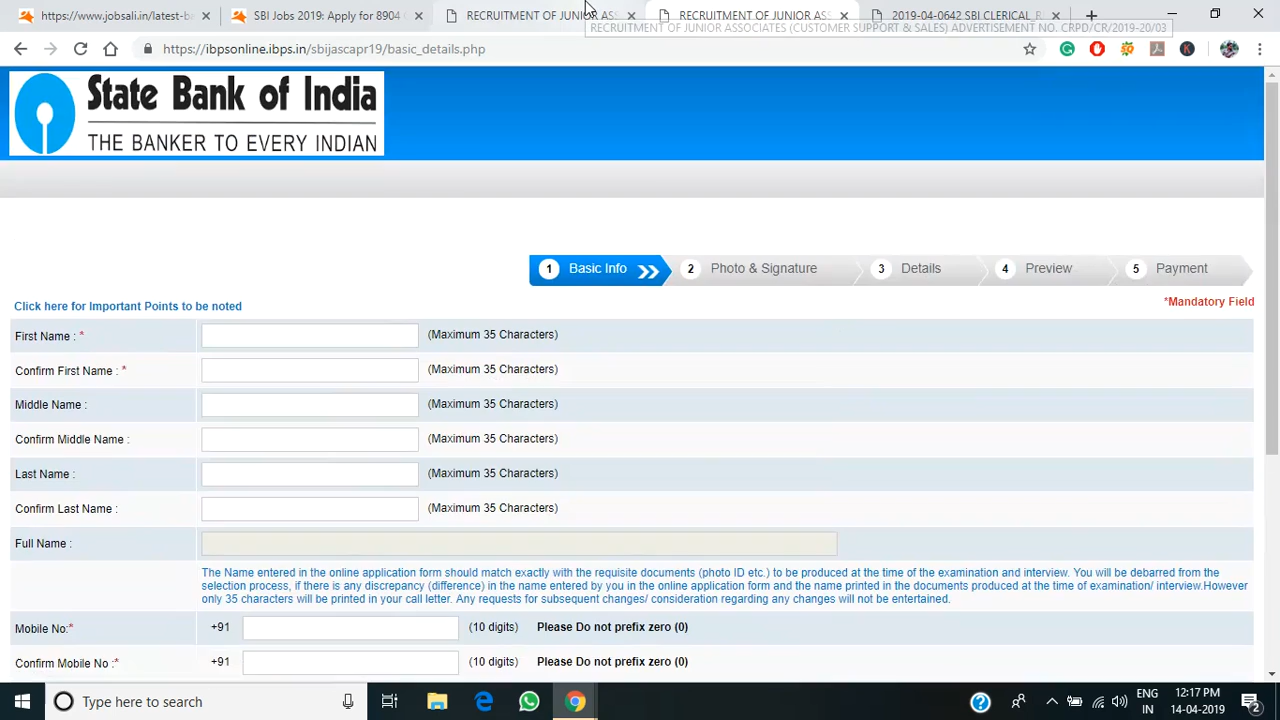 https://www.jobsali.in/latest-b
SBI Jobs 2019: Apply for 8904 C
RECRUITMENT OF JUNIOR ASS
RECRUITMENT OF JUNIOR ASS
2019-04-0642 SBI CLERICAL_R
RECRUITMENT OF JUNIOR ASSOCIATES (CUSTOMER SUPPORT & SALES) ADVERTISEMENT NO. CRPD/CR/2019-20/03
https://ibpsonline.ibps.in/sbijascapr19/basic_details.php
State Bank of India
THE BANKER TO EVERY INDIAN
1 Basic Info
2 Photo & Signature
3 Details
4 Preview
5 Payment
Click here for Important Points to be noted
*Mandatory Field
First Name : * (Maximum 35 Characters)
Confirm First Name : * (Maximum 35 Characters)
Middle Name : (Maximum 35 Characters)
Confirm Middle Name : (Maximum 35 Characters)
Last Name : (Maximum 35 Characters)
Confirm Last Name : (Maximum 35 Characters)
Full Name :
The Name entered in the online application form should match exactly with the requisite documents (photo ID etc.) to be produced at the time of the examination and interview. You will be debarred from the
selection process, if there is any discrepancy (difference) in the name entered by you in the online application form and the name printed in the documents produced at the time of examination/ interview.However
only 35 characters will be printed in your call letter. Any requests for subsequent changes/ consideration regarding any changes will not be entertained.
Mobile No:* +91 (10 digits) Please Do not prefix zero (0)
Confirm Mobile No :* +91 (10 digits) Please Do not prefix zero (0)
Type here to search
ENG
IN
12:17 PM
14-04-2019
2